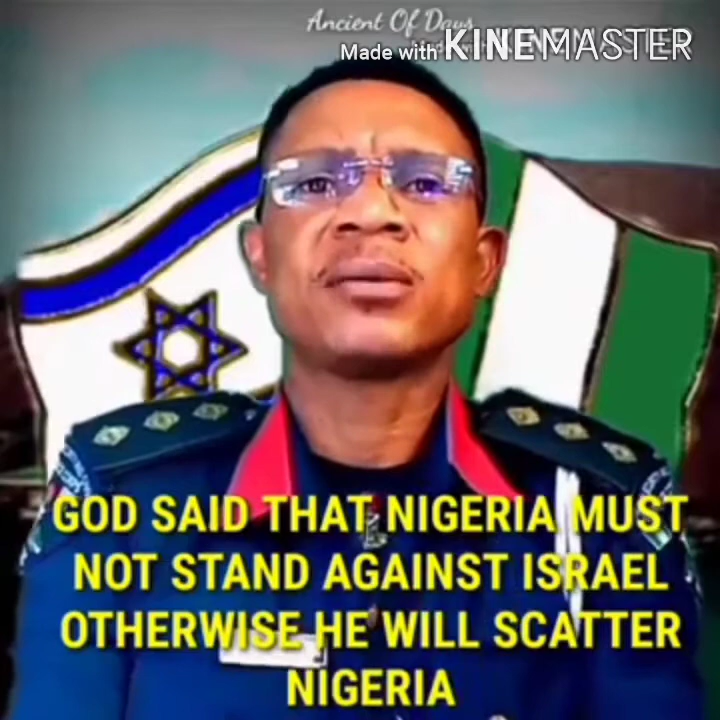 Ancient Of Days
Made with KINEMASTER
GOD SAID THAT NIGERIA MUST
NOT STAND AGAINST ISRAEL
OTHERWISE HE WILL SCATTER
NIGERIA